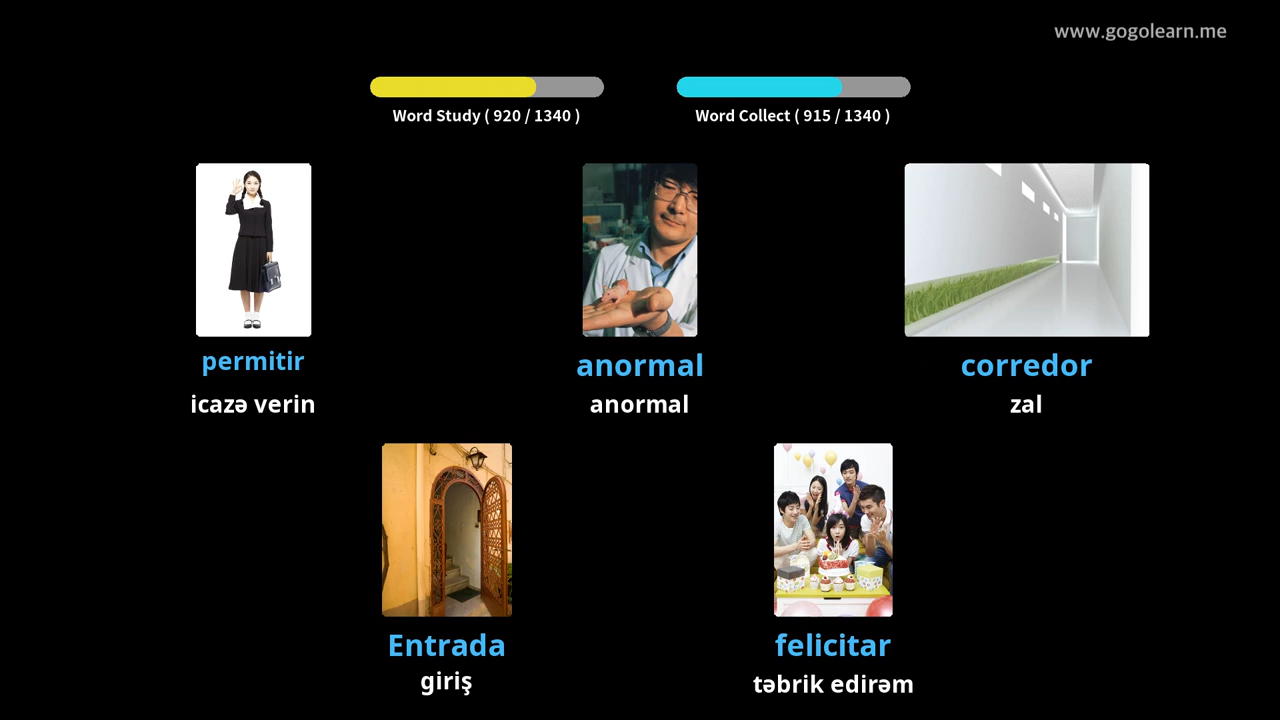 www.gogolearn.me
Word Study ( 920 / 1340 )
Word Collect ( 915 / 1340 )
permitir
icazə verin
anormal
anormal
corredor
zal
Entrada
giriş
felicitar
təbrik edirəm